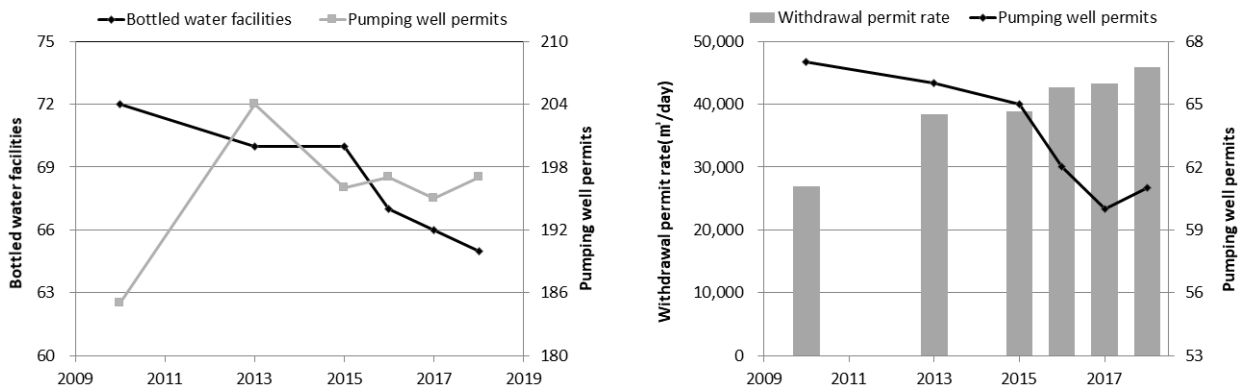 Bottled water facilities
Pumping well permits
75
72
69
66
63
60
Bottled water facilities
210
204
198
192
186
180
Pumping well permits
2009 2011 2013 2015 2017 2019
Withdrawal permit rate
Pumping well permits
50,000
40,000
30,000
20,000
10,000
0
Withdrawal permit rate(㎥/day)
68
65
62
59
56
53
Pumping well permits
2009 2011 2013 2015 2017